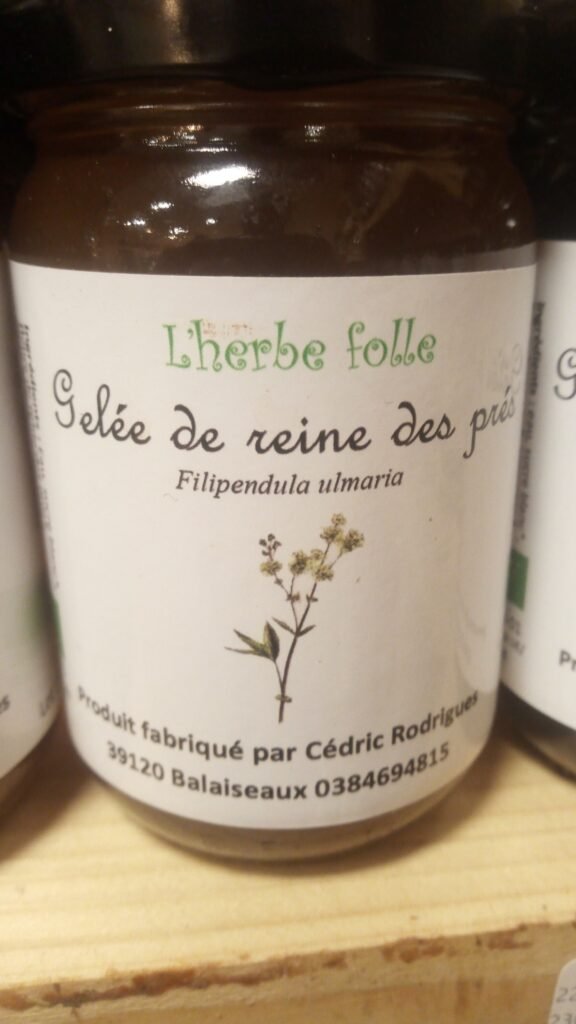 L'herbe folle
Gelée de reine des prés
Filipendula ulmaria
Produit fabriqué par Cédric Rodrigues
39120 Balaiseaux 0384694815